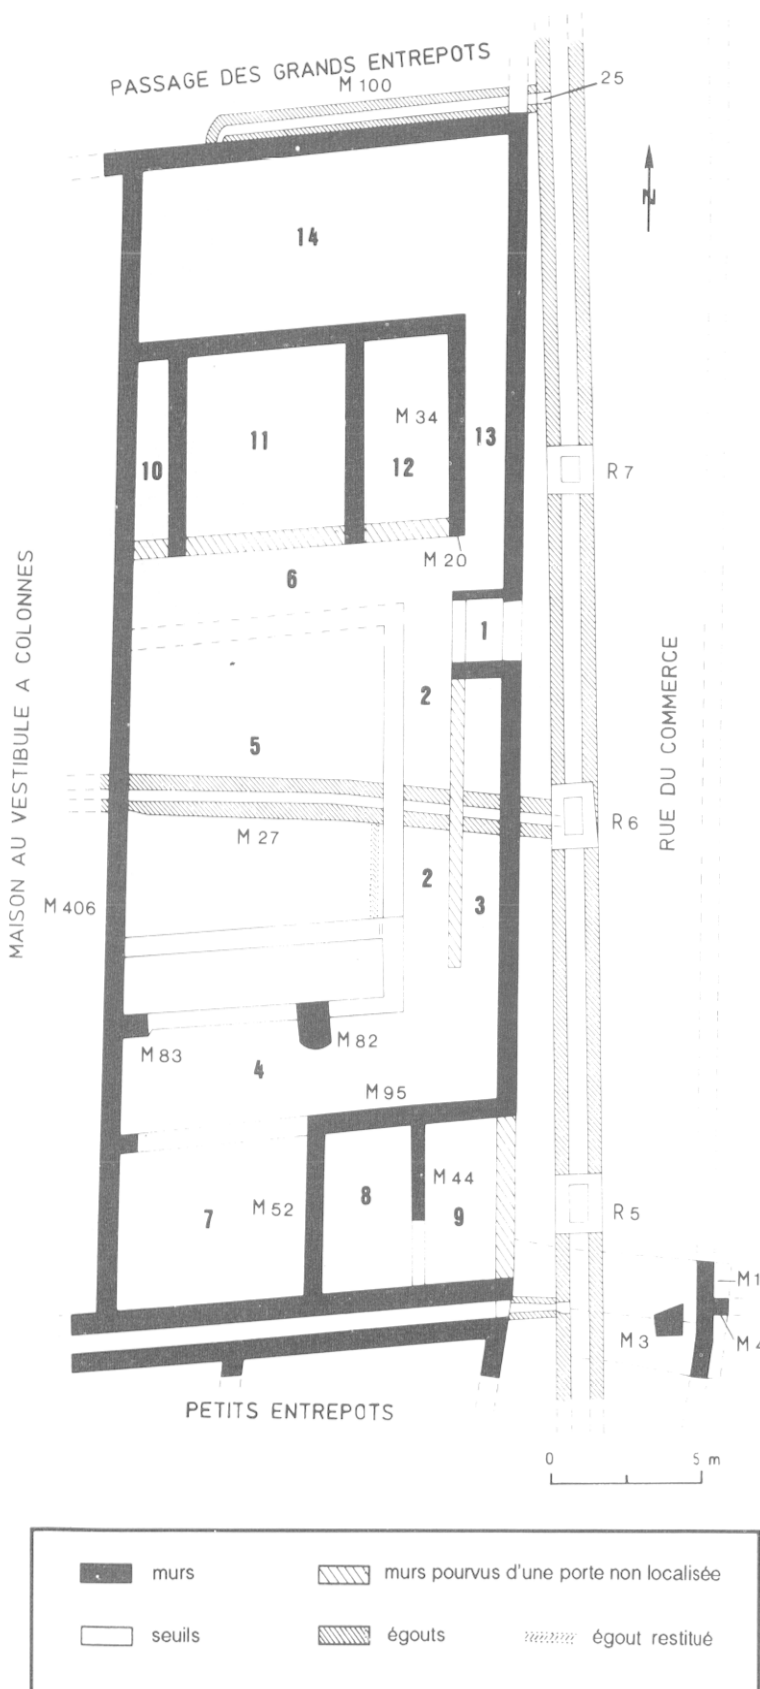 PASSAGE DES GRANDS ENTREPOTS
M 100
25
N
14
13
M 34
11
12
10
R 7
M 20
6
1
MAISON AU VESTIBULE A COLONNES
RUE DU COMMERCE
2
5
R 6
M 27
2
3
M 406
M 82
M 83
4
M 95
M 44
8
M 52
7
9
R 5
M 1
M 3
M 4
PETITS ENTREPOTS
0 5 m
murs
murs pourvus d'une porte non localisée
seuils
égouts
égout restitué